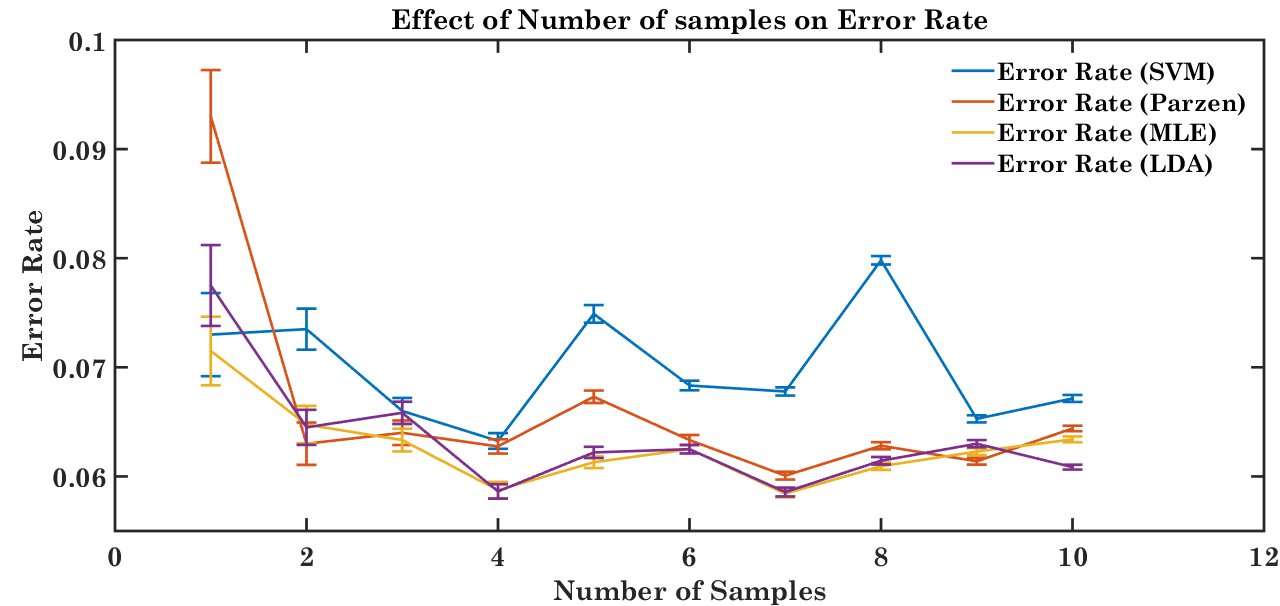 Effect of Number of samples on Error Rate
0.1
0.09
0.08
0.07
0.06
Error Rate
Error Rate (SVM)
Error Rate (Parzen)
Error Rate (MLE)
Error Rate (LDA)
0 2 4 6 8 10 12
Number of Samples